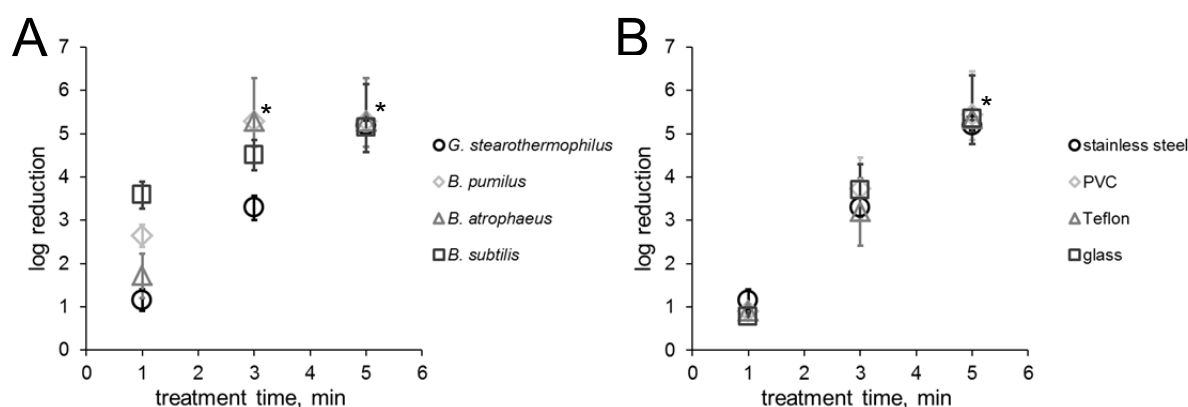 A
7
6
5
4
3
2
1
0
log reduction
*
*
0 1 2 3 4 5 6
treatment time, min
G. stearothermophilus
B. pumilus
B. atrophaeus
B. subtilis
B
7
6
5
4
3
2
1
0
log reduction
*
0 1 2 3 4 5 6
treatment time, min
stainless steel
PVC
Teflon
glass